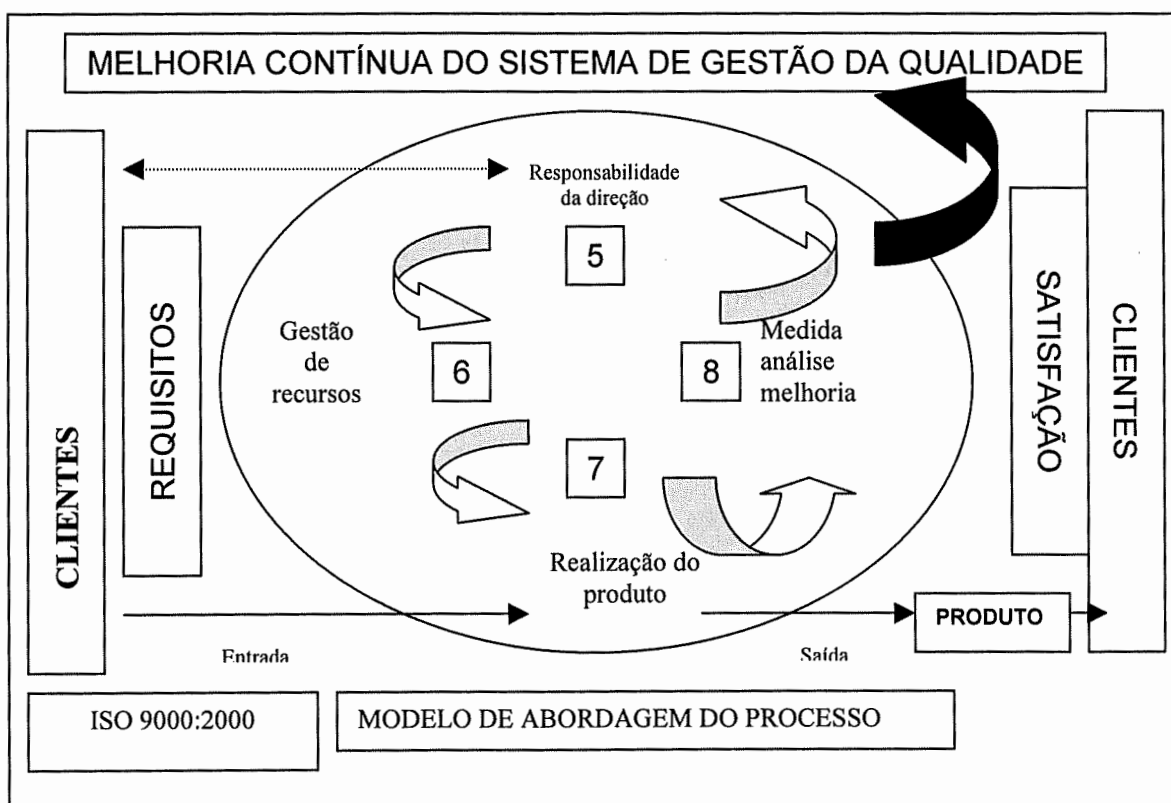 MELHORIA CONTÍNUA DO SISTEMA DE GESTÃO DA QUALIDADE
CLIENTES
REQUISITOS
Responsabilidade
da direção
5
Gestão
de
recursos
6
8
Medida
análise
melhoria
7
Realização do
produto
SATISFAÇÃO
CLIENTES
PRODUTO
Entrada
Saída
ISO 9000:2000
MODELO DE ABORDAGEM DO PROCESSO